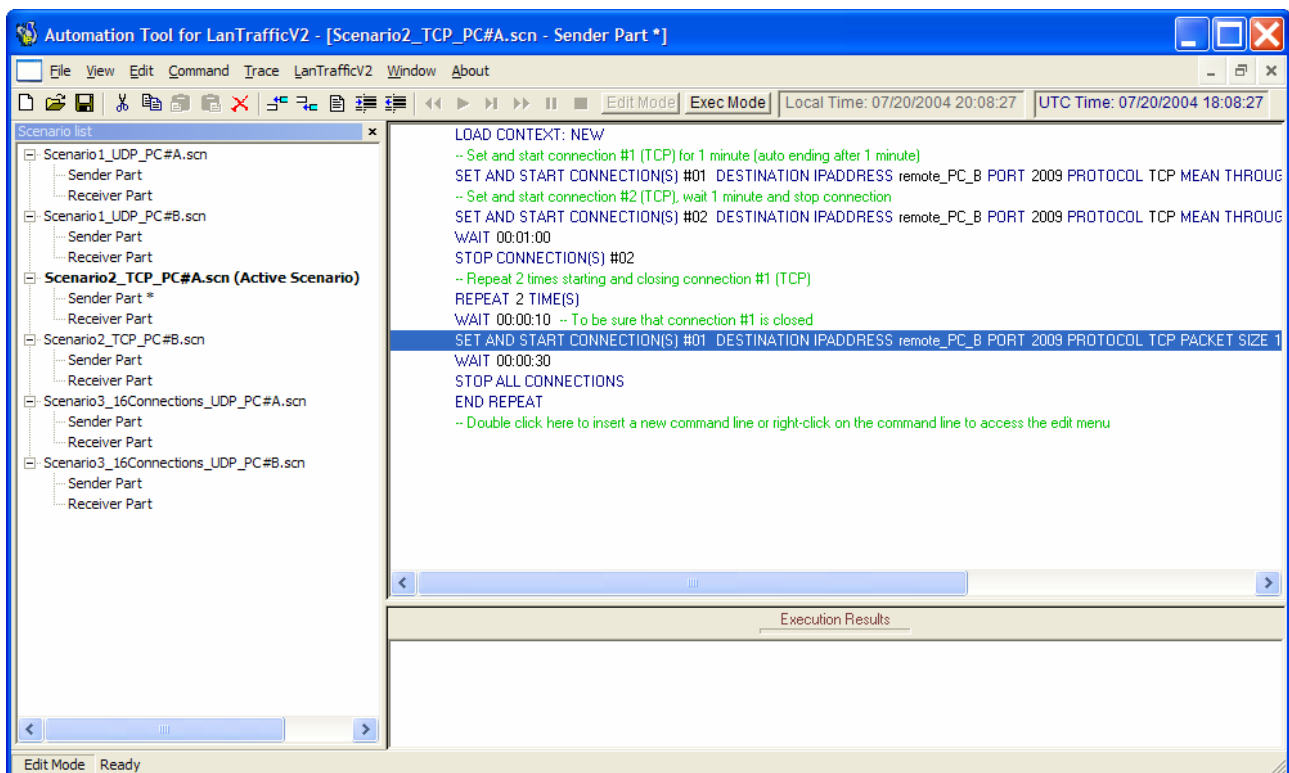 Automation Tool for LanTrafficV2 - [Scenario2_TCP_PC#A.scn - Sender Part *]
File View Edit Command Trace LanTrafficV2 Window About
Edit Mode Exec Mode Local Time: 07/20/2004 20:08:27 UTC Time: 07/20/2004 18:08:27
Scenario list
Scenario1_UDP_PC#A.scn
Sender Part
Receiver Part
Scenario1_UDP_PC#B.scn
Sender Part
Receiver Part
Scenario2_TCP_PC#A.scn (Active Scenario)
Sender Part *
Receiver Part
Scenario2_TCP_PC#B.scn
Sender Part
Receiver Part
Scenario3_16Connections_UDP_PC#A.scn
Sender Part
Receiver Part
Scenario3_16Connections_UDP_PC#B.scn
Sender Part
Receiver Part
LOAD CONTEXT: NEW
-- Set and start connection #1 (TCP) for 1 minute (auto ending after 1 minute)
SET AND START CONNECTION(S) #01 DESTINATION IPADDRESS remote_PC_B PORT 2009 PROTOCOL TCP MEAN THROUG
-- Set and start connection #2 (TCP), wait 1 minute and stop connection
SET AND START CONNECTION(S) #02 DESTINATION IPADDRESS remote_PC_B PORT 2009 PROTOCOL TCP MEAN THROUG
WAIT 00:01:00
STOP CONNECTION(S) #02
-- Repeat 2 times starting and closing connection #1 (TCP)
REPEAT 2 TIME(S)
WAIT 00:00:10 -- To be sure that connection #1 is closed
SET AND START CONNECTION(S) #01 DESTINATION IPADDRESS remote_PC_B PORT 2009 PROTOCOL TCP PACKET SIZE 1
WAIT 00:00:30
STOP ALL CONNECTIONS
END REPEAT
-- Double click here to insert a new command line or right-click on the command line to access the edit menu
Execution Results
Edit Mode Ready